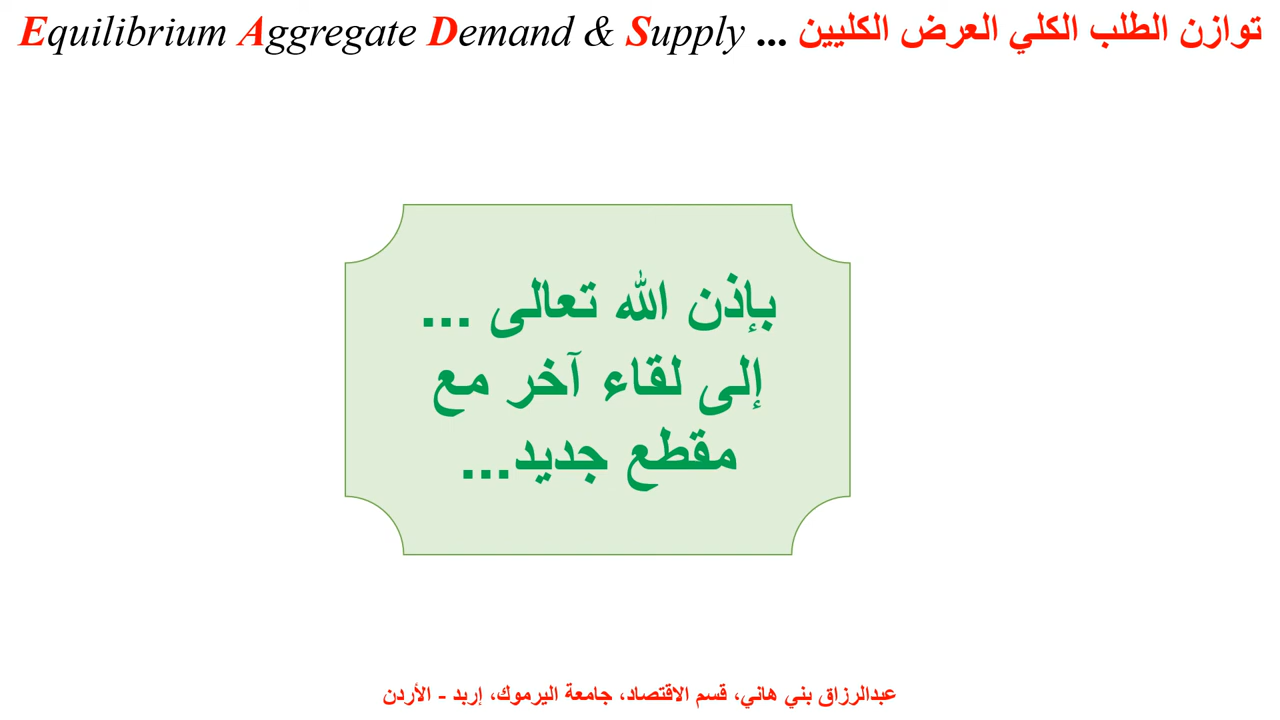 Equilibrium Aggregate Demand & Supply ... توازن الطلب الكلي العرض الكليين
بإذن الله تعالى ...
إلى لقاء آخر مع
مقطع جديد...
عبدالرزاق بني هاني، قسم الاقتصاد، جامعة اليرموك، إربد - الأردن